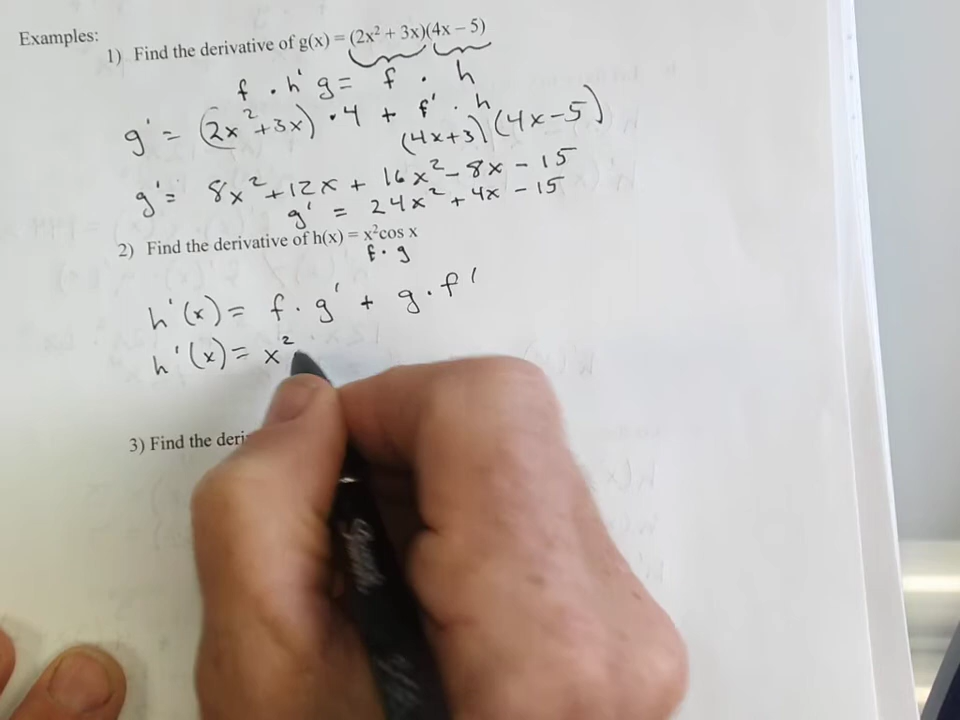 Examples:
1) Find the derivative of g(x) = (2x² + 3x)(4x – 5)
g = f · h
f · h' + f' · h
g' = (2x² + 3x) · 4 + (4x+3)(4x-5)
g' = 8x² + 12x + 16x² - 8x - 15
g' = 24x² + 4x - 15
2) Find the derivative of h(x) = x²cos x
f · g
h'(x) = f · g' + g · f'
h'(x) = x²
3) Find the deri